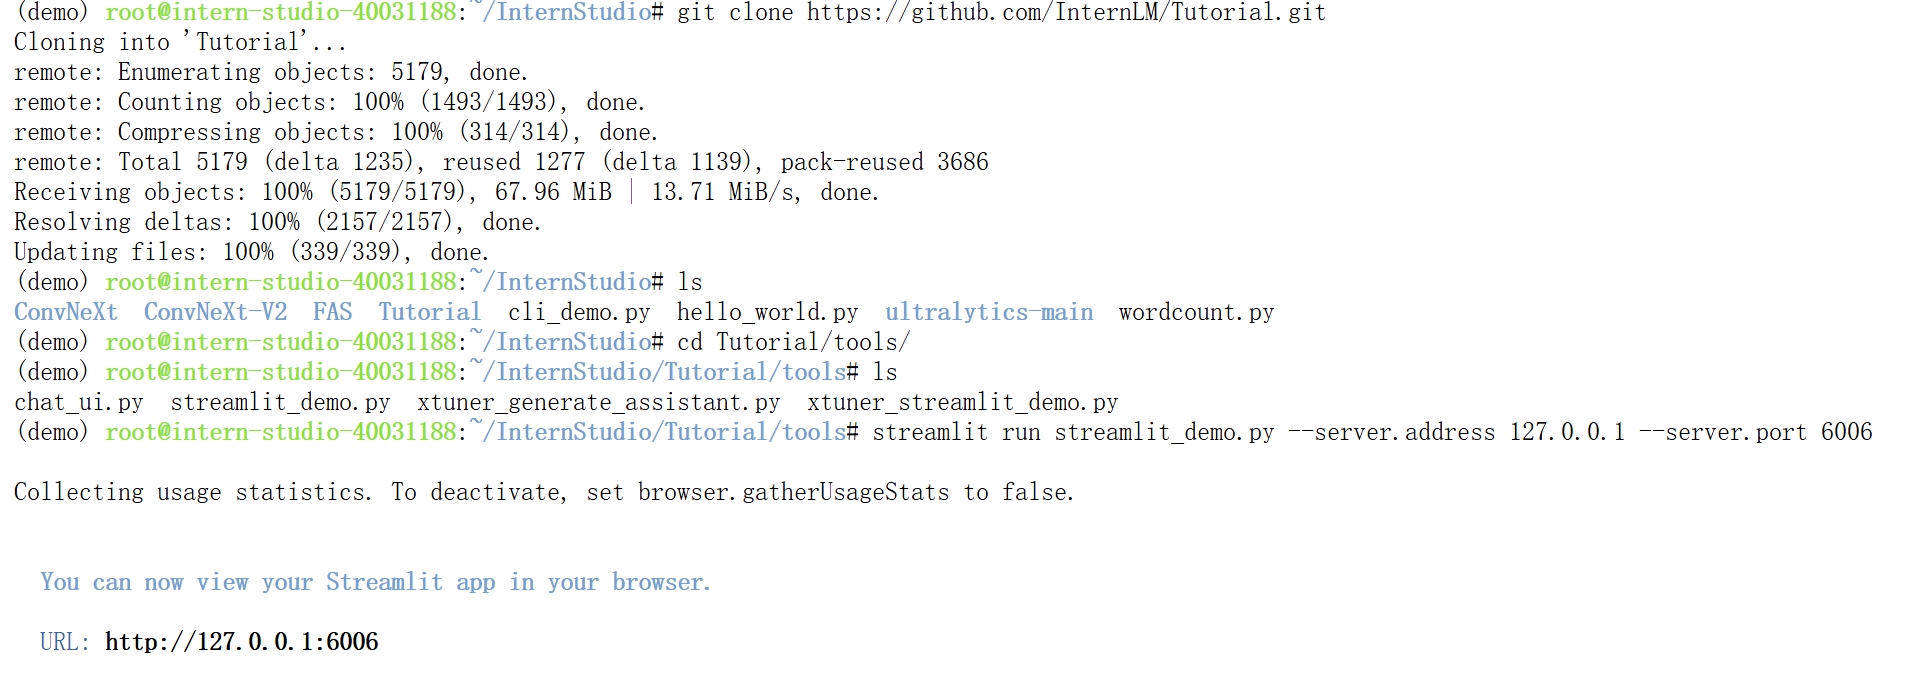 (demo) root@intern-studio-40031188:~/InternStudio# git clone https://github.com/InternLM/Tutorial.git
Cloning into 'Tutorial'...
remote: Enumerating objects: 5179, done.
remote: Counting objects: 100% (1493/1493), done.
remote: Compressing objects: 100% (314/314), done.
remote: Total 5179 (delta 1235), reused 1277 (delta 1139), pack-reused 3686
Receiving objects: 100% (5179/5179), 67.96 MiB | 13.71 MiB/s, done.
Resolving deltas: 100% (2157/2157), done.
Updating files: 100% (339/339), done.
(demo) root@intern-studio-40031188:~/InternStudio# ls
ConvNeXt  ConvNeXt-V2  FAS  Tutorial  cli_demo.py  hello_world.py  ultralytics-main  wordcount.py
(demo) root@intern-studio-40031188:~/InternStudio# cd Tutorial/tools/
(demo) root@intern-studio-40031188:~/InternStudio/Tutorial/tools# ls
chat_ui.py  streamlit_demo.py  xtuner_generate_assistant.py  xtuner_streamlit_demo.py
(demo) root@intern-studio-40031188:~/InternStudio/Tutorial/tools# streamlit run streamlit_demo.py --server.address 127.0.0.1 --server.port 6006
Collecting usage statistics. To deactivate, set browser.gatherUsageStats to false.
You can now view your Streamlit app in your browser.
URL: http://127.0.0.1:6006